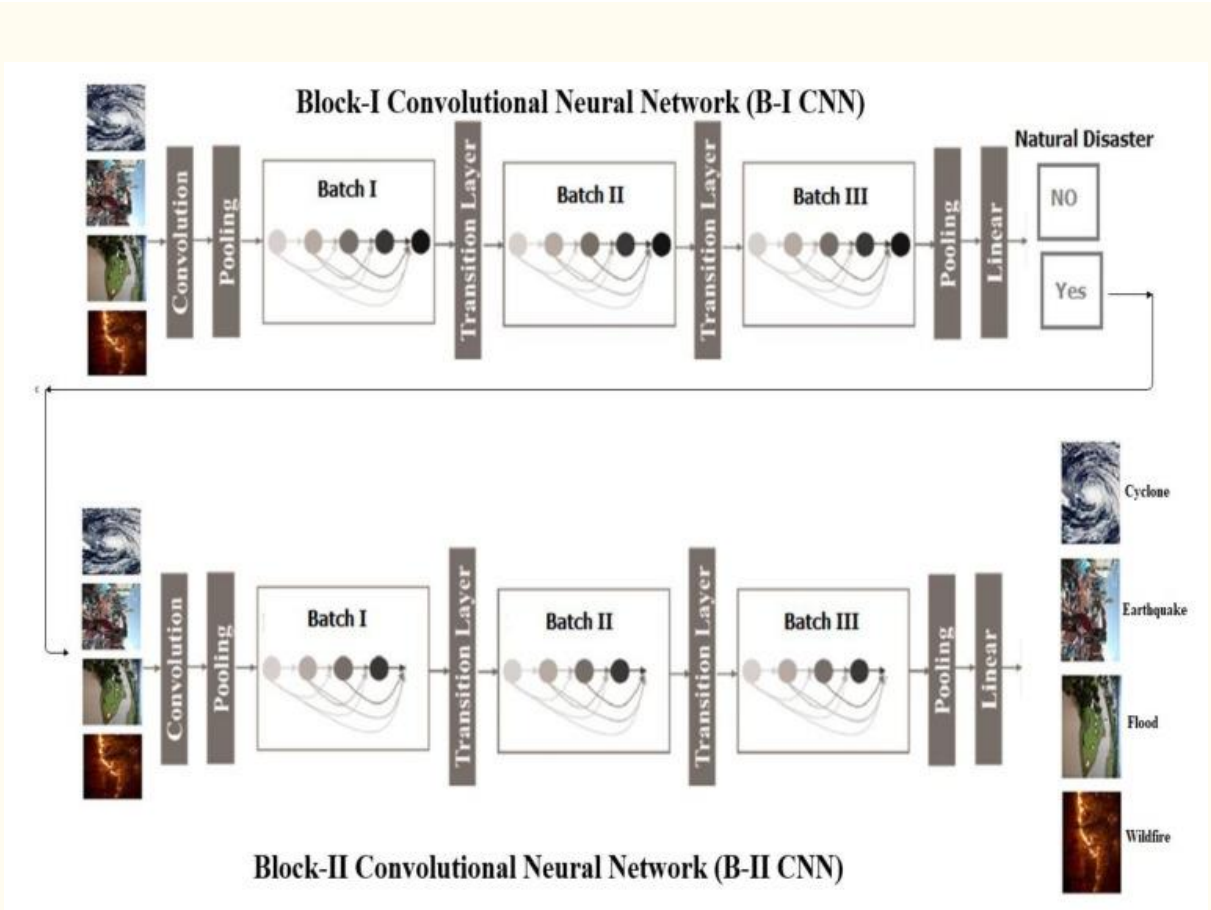 Block-I Convolutional Neural Network (B-I CNN)
Natural Disaster
Convolution
Pooling
Batch I
Transition Layer
Batch II
Transition Layer
Batch III
Pooling
Linear
NO
Yes
c
Convolution
Pooling
Batch I
Transition Layer
Batch II
Transition Layer
Batch III
Pooling
Linear
Cyclone
Earthquake
Flood
Wildfire
Block-II Convolutional Neural Network (B-II CNN)